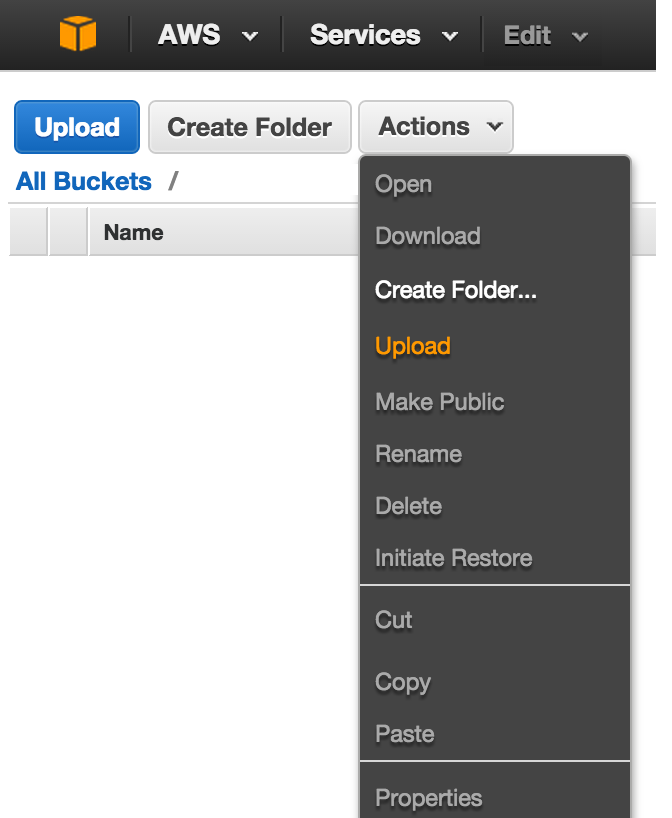 AWS Services Edit
Upload Create Folder Actions
All Buckets /
Name
Open
Download
Create Folder...
Upload
Make Public
Rename
Delete
Initiate Restore
Cut
Copy
Paste
Properties